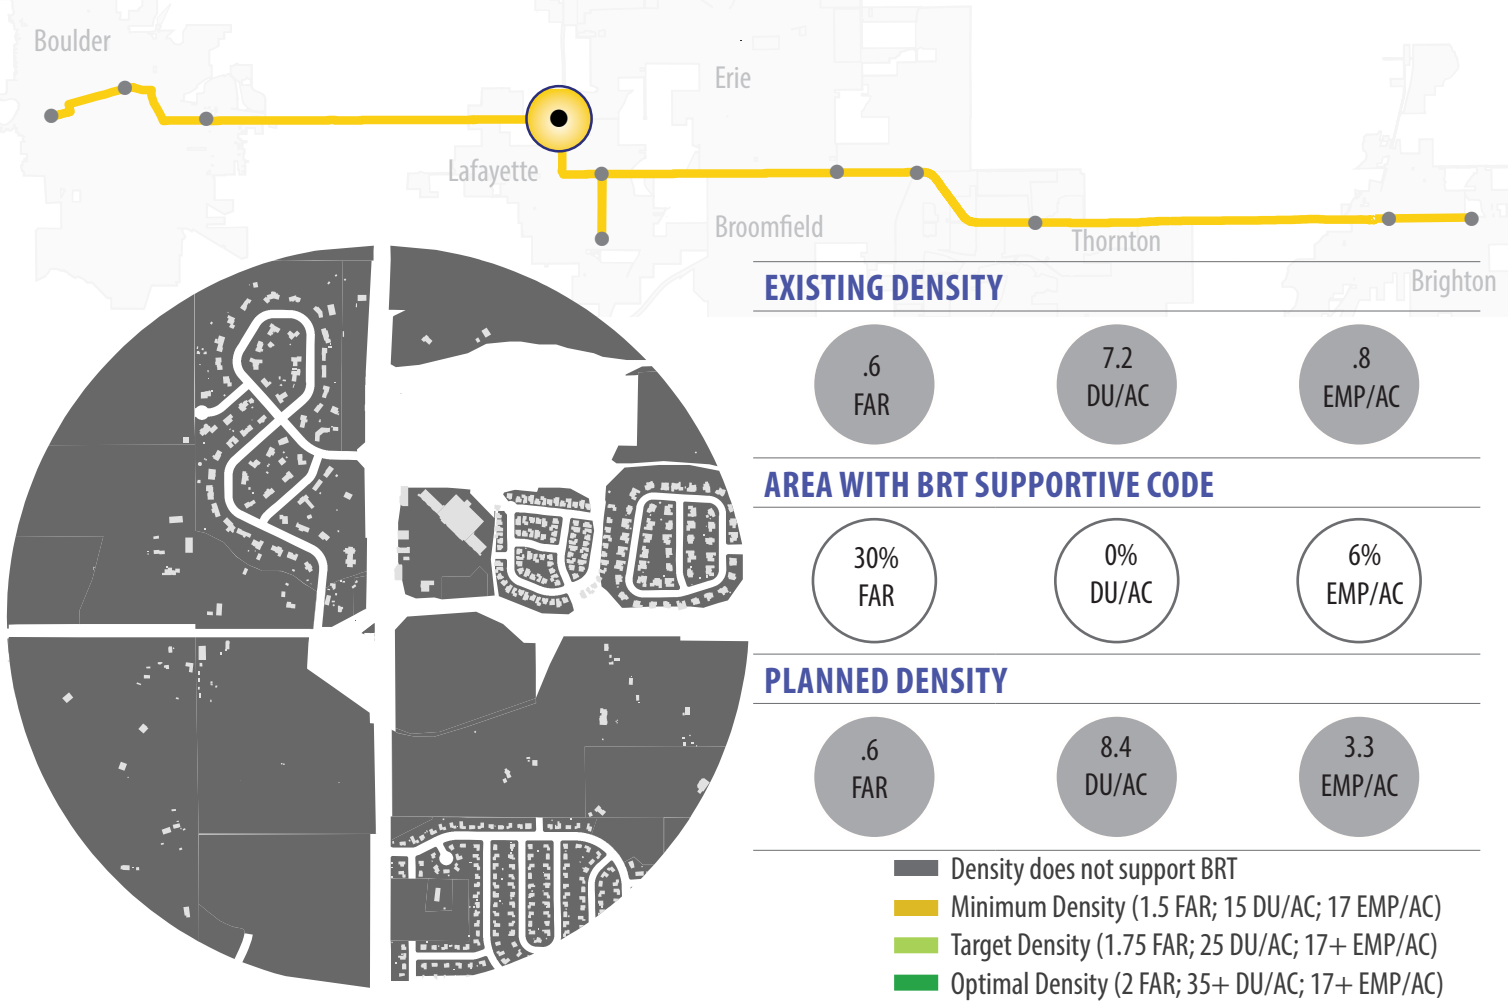 Boulder
Erie
Lafayette
Broomfield
Thornton
Brighton
EXISTING DENSITY
.6
FAR
7.2
DU/AC
.8
EMP/AC
AREA WITH BRT SUPPORTIVE CODE
30%
FAR
0%
DU/AC
6%
EMP/AC
PLANNED DENSITY
.6
FAR
8.4
DU/AC
3.3
EMP/AC
Density does not support BRT
Minimum Density (1.5 FAR; 15 DU/AC; 17 EMP/AC)
Target Density (1.75 FAR; 25 DU/AC; 17+ EMP/AC)
Optimal Density (2 FAR; 35+ DU/AC; 17+ EMP/AC)